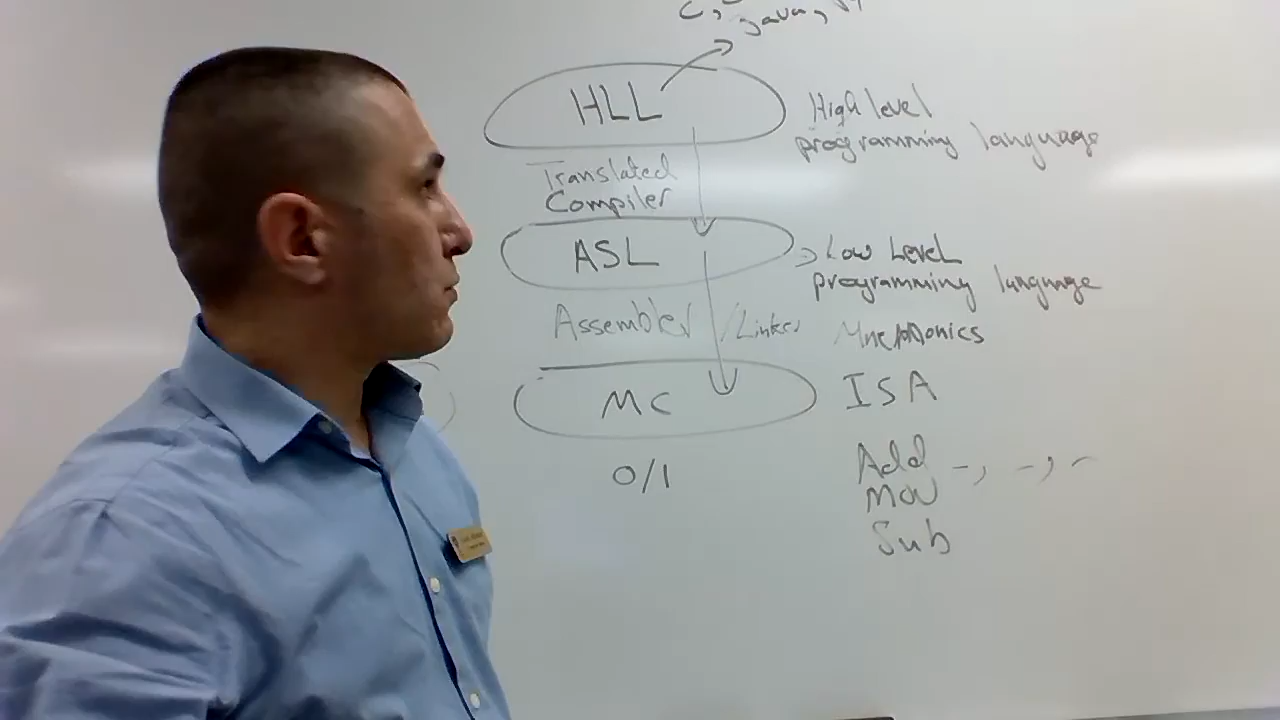 C,
Java,
HLL
High level
programming language
Translated
Compiler
ASL
Low Level
programming language
Assembler /Linker
Mnemonics
MC
ISA
0/1
Add -, -, -
Mov
Sub